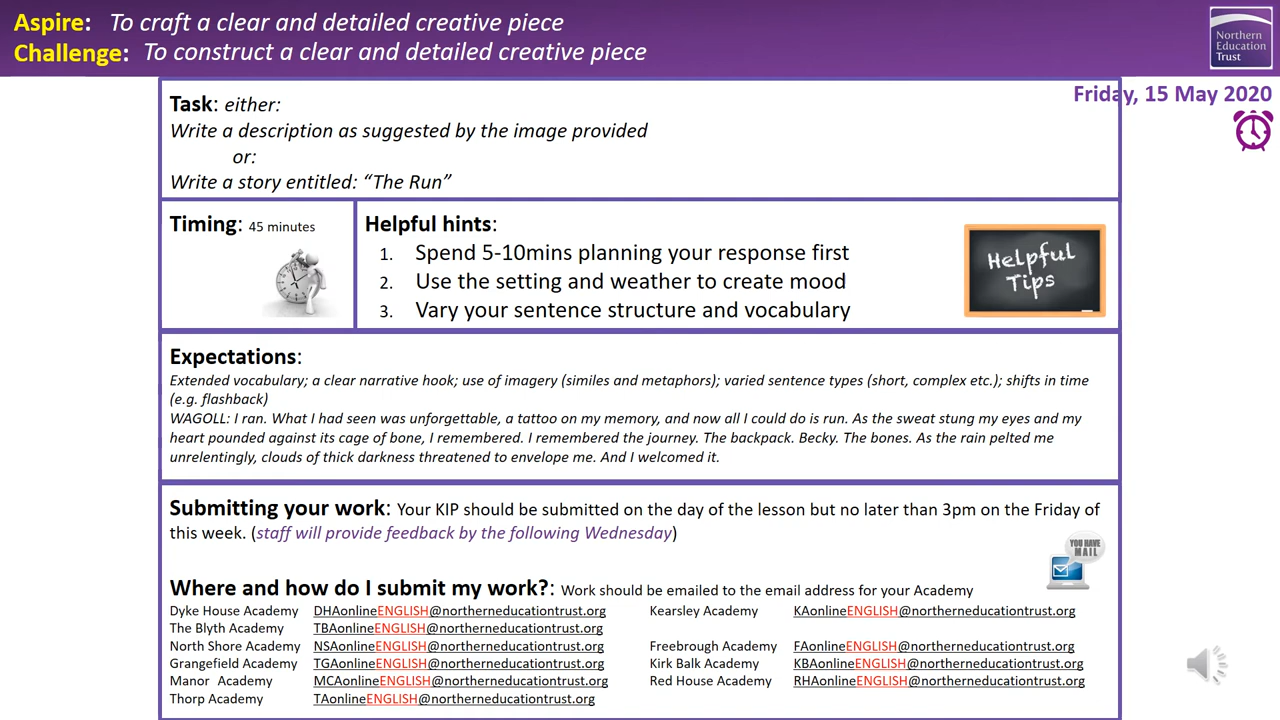 Aspire: To craft a clear and detailed creative piece
Challenge: To construct a clear and detailed creative piece
Northern
Education
Trust
Friday, 15 May 2020
Task: either:
Write a description as suggested by the image provided
or:
Write a story entitled: “The Run”
Timing: 45 minutes
Helpful hints:
1. Spend 5-10mins planning your response first
2. Use the setting and weather to create mood
3. Vary your sentence structure and vocabulary
Helpful
Tips
Expectations:
Extended vocabulary; a clear narrative hook; use of imagery (similes and metaphors); varied sentence types (short, complex etc.); shifts in time
(e.g. flashback)
WAGOLL: I ran. What I had seen was unforgettable, a tattoo on my memory, and now all I could do is run. As the sweat stung my eyes and my
heart pounded against its cage of bone, I remembered. I remembered the journey. The backpack. Becky. The bones. As the rain pelted me
unrelentingly, clouds of thick darkness threatened to envelope me. And I welcomed it.
Submitting your work: Your KIP should be submitted on the day of the lesson but no later than 3pm on the Friday of
this week. (staff will provide feedback by the following Wednesday)
YOU HAVE
MAIL
Where and how do I submit my work?: Work should be emailed to the email address for your Academy
Dyke House Academy DHAonlineENGLISH@northerneducationtrust.org Kearsley Academy KAonlineENGLISH@northerneducationtrust.org
The Blyth Academy TBAonlineENGLISH@northerneducationtrust.org
North Shore Academy NSAonlineENGLISH@northerneducationtrust.org Freebrough Academy FAonlineENGLISH@northerneducationtrust.org
Grangefield Academy TGAonlineENGLISH@northerneducationtrust.org Kirk Balk Academy KBAonlineENGLISH@northerneducationtrust.org
Manor Academy MCAonlineENGLISH@northerneducationtrust.org Red House Academy RHAonlineENGLISH@northerneducationtrust.org
Thorp Academy TAonlineENGLISH@northerneducationtrust.org